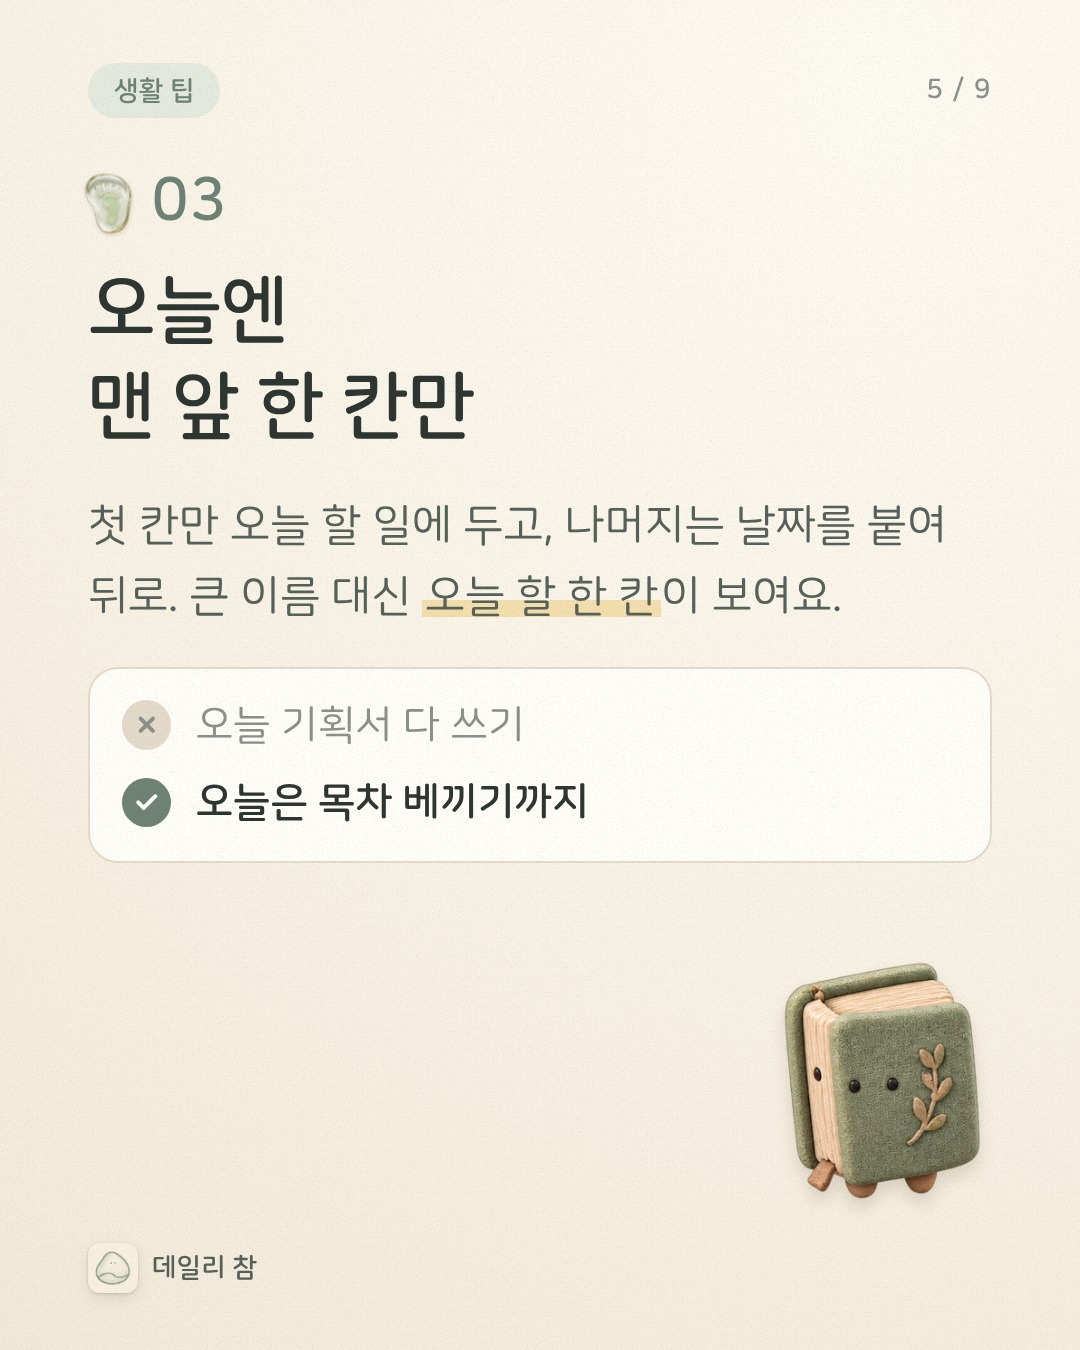 생활 팁
5 / 9
03
오늘엔
맨 앞 한 칸만
첫 칸만 오늘 할 일에 두고, 나머지는 날짜를 붙여
뒤로. 큰 이름 대신 오늘 할 한 칸이 보여요.
오늘 기획서 다 쓰기
오늘은 목차 베끼기까지
데일리 참